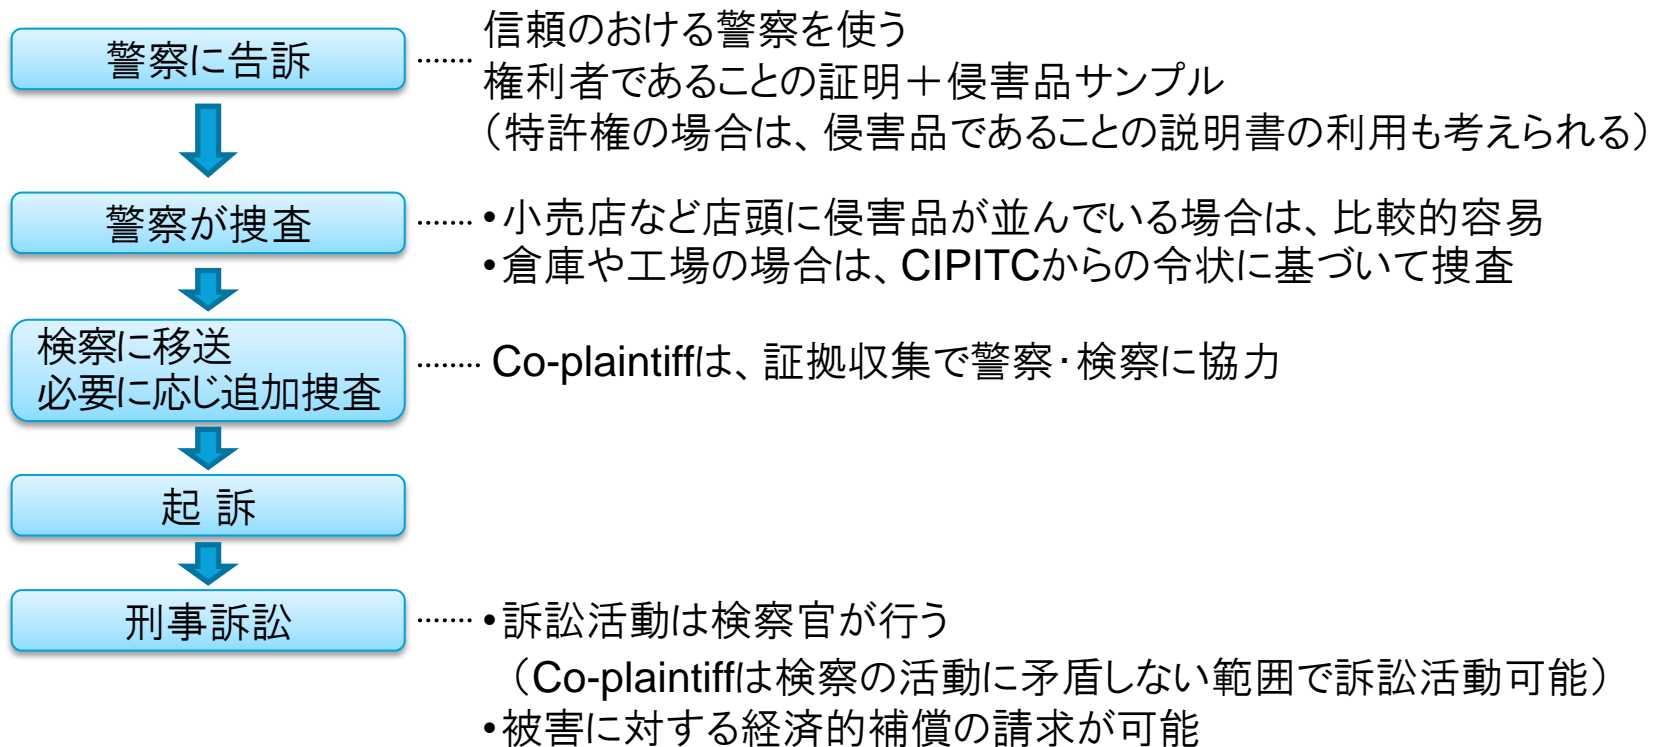 警察に告訴
信頼のおける警察を使う
権利者であることの証明＋侵害品サンプル
（特許権の場合は、侵害品であることの説明書の利用も考えられる）
警察が捜査
•小売店など店頭に侵害品が並んでいる場合は、比較的容易
•倉庫や工場の場合は、CIPITCからの令状に基づいて捜査
検察に移送
必要に応じ追加捜査
Co-plaintiffは、証拠収集で警察・検察に協力
起 訴
刑事訴訟
•訴訟活動は検察官が行う
（Co-plaintiffは検察の活動に矛盾しない範囲で訴訟活動可能）
•被害に対する経済的補償の請求が可能